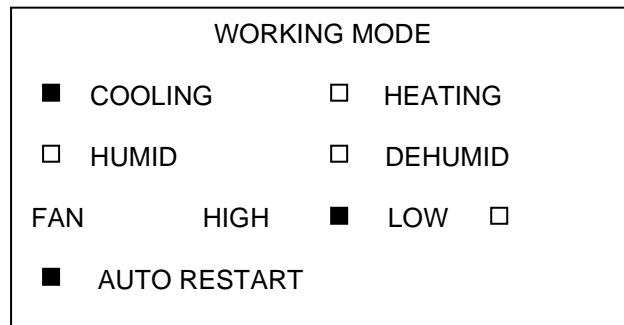 WORKING MODE
■ COOLING □ HEATING
□ HUMID □ DEHUMID
FAN HIGH ■ LOW □
■ AUTO RESTART